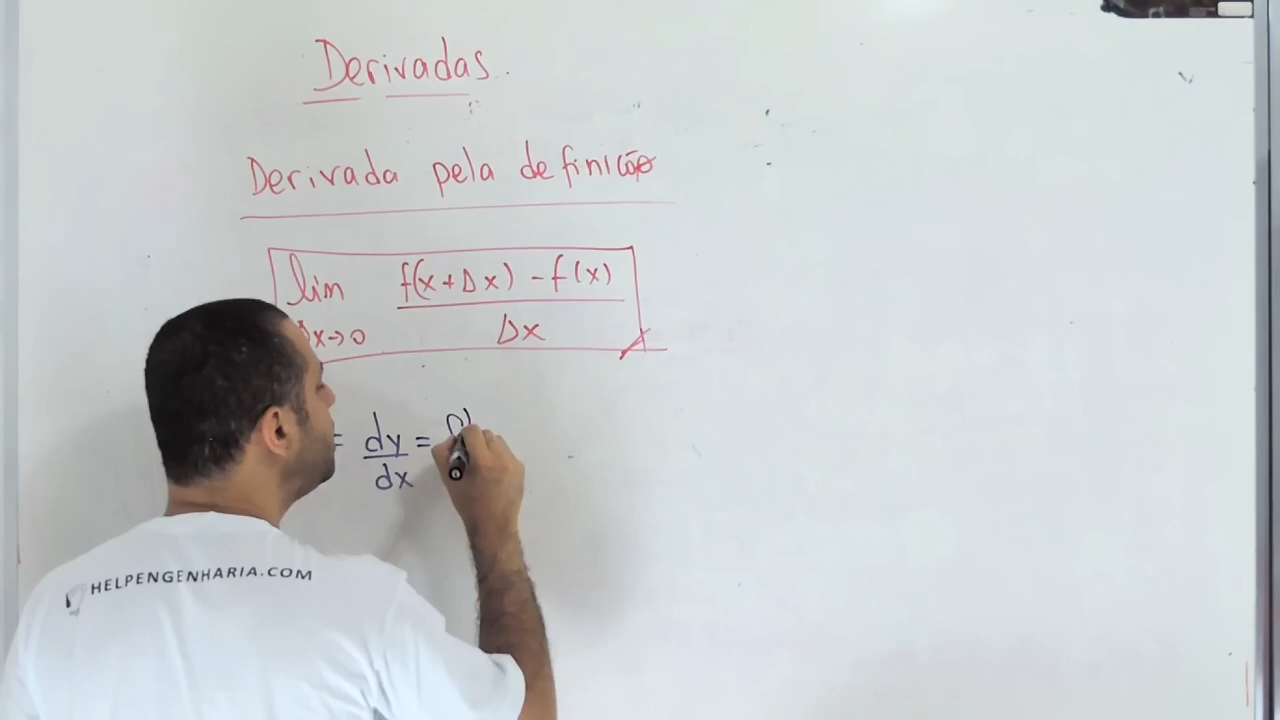 Derivadas.
Derivada pela definição
lim f(x+Δx) - f(x)
Δx→0 Δx
= dy =
dx
HELPENGENHARIA.COM